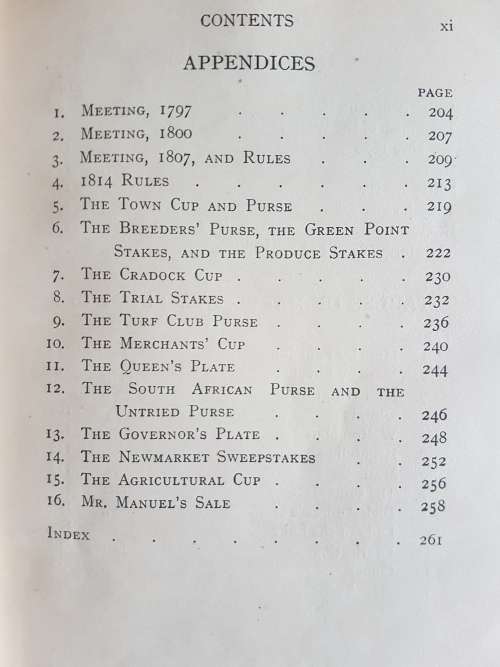 CONTENTS xi
APPENDICES
PAGE
1. MEETING, 1797 . . . . . 204
2. MEETING, 1800 . . . . . 207
3. MEETING, 1807, AND RULES . . . 209
4. 1814 RULES . . . . . . 213
5. THE TOWN CUP AND PURSE . . . 219
6. THE BREEDERS' PURSE, THE GREEN POINT
STAKES, AND THE PRODUCE STAKES . 222
7. THE CRADOCK CUP . . . . . 230
8. THE TRIAL STAKES . . . . . 232
9. THE TURF CLUB PURSE . . . . 236
10. THE MERCHANTS' CUP . . . . 240
11. THE QUEEN'S PLATE . . . . 244
12. THE SOUTH AFRICAN PURSE AND THE
UNTRIED PURSE . . . . 246
13. THE GOVERNOR'S PLATE . . . . 248
14. THE NEWMARKET SWEEPSTAKES . . 252
15. THE AGRICULTURAL CUP . . . . 256
16. MR. MANUEL'S SALE . . . . 258
INDEX . . . . . . . . 261